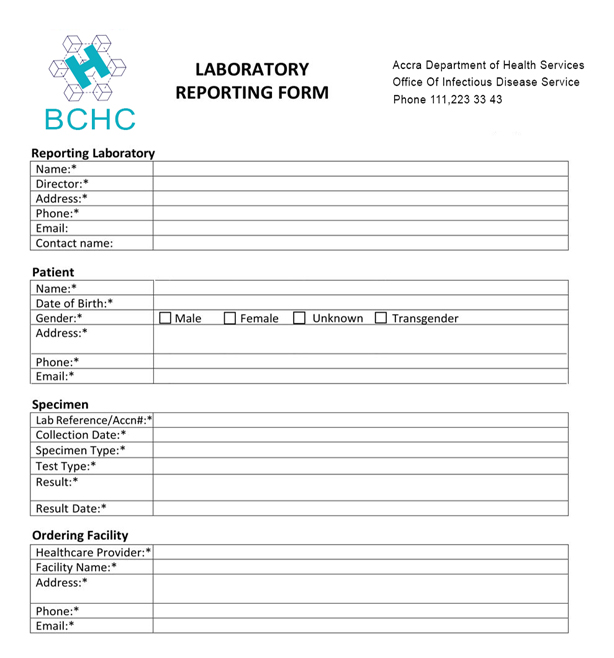 LABORATORY
REPORTING FORM
BCHC
Accra Department of Health Services
Office Of Infectious Disease Service
Phone 111,223 33 43
Reporting Laboratory
Name:*
Director:*
Address:*
Phone:*
Email:
Contact name:
Patient
Name:*
Date of Birth:*
Gender:* Male Female Unknown Transgender
Address:*
Phone:*
Email:*
Specimen
Lab Reference/Accn#:*
Collection Date:*
Specimen Type:*
Test Type:*
Result:*
Result Date:*
Ordering Facility
Healthcare Provider:*
Facility Name:*
Address:*
Phone:*
Email:*